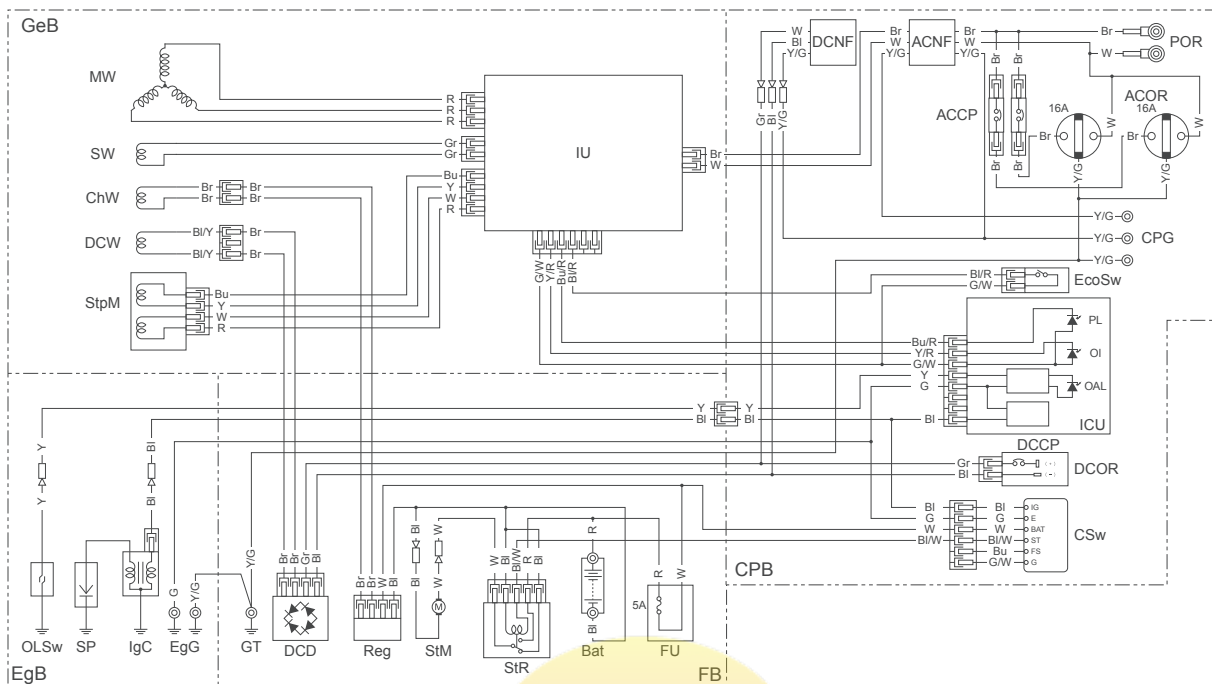 GeB
MW
R
R
R
SW
Gr
Gr
ChW
Br Br
Br Br
DCW
Bl/Y Br
Bl/Y Br
StpM
Bu
Y
W
R
Bu
Y
W
R
IU
Br
W
G/W
Y/R
Bu/R
Bl/R
W
Bl
Y/G
DCNF
Br
W
Y/G
ACNF
Br
W
Y/G
Br
W
POR
Gr
Bl
Y/G
Br
Br
ACCP
Br
Br
16A
ACOR
16A
Br
W
Br
W
Y/G
Y/G
Y/G
Y/G CPG
Y/G
Bl/R
G/W
EcoSw
Bu/R
Y/R
G/W
Y
G
Bl
PL
OI
OAL
ICU
DCCP
Gr
Bl
(+)
(-)
DCOR
Bl Bl IG
G G E
W W BAT
Bl/W Bl/W ST
Bu FS
G/W G
CSw
CPB
Y Y
Bl Bl
Y
Y
OLSw
SP
Bl
Bl
IgC
G
Y/G
EgG
Y/G
GT
Br
Br
Gr
Bl
DCD
Br
Br
W
Bl
Reg
Bl
Bl
W
W
M
StM
W
Bl
Bl/W
R
Bl
StR
R
Bl
Bat
R
W
5A
FU
EgB
FB